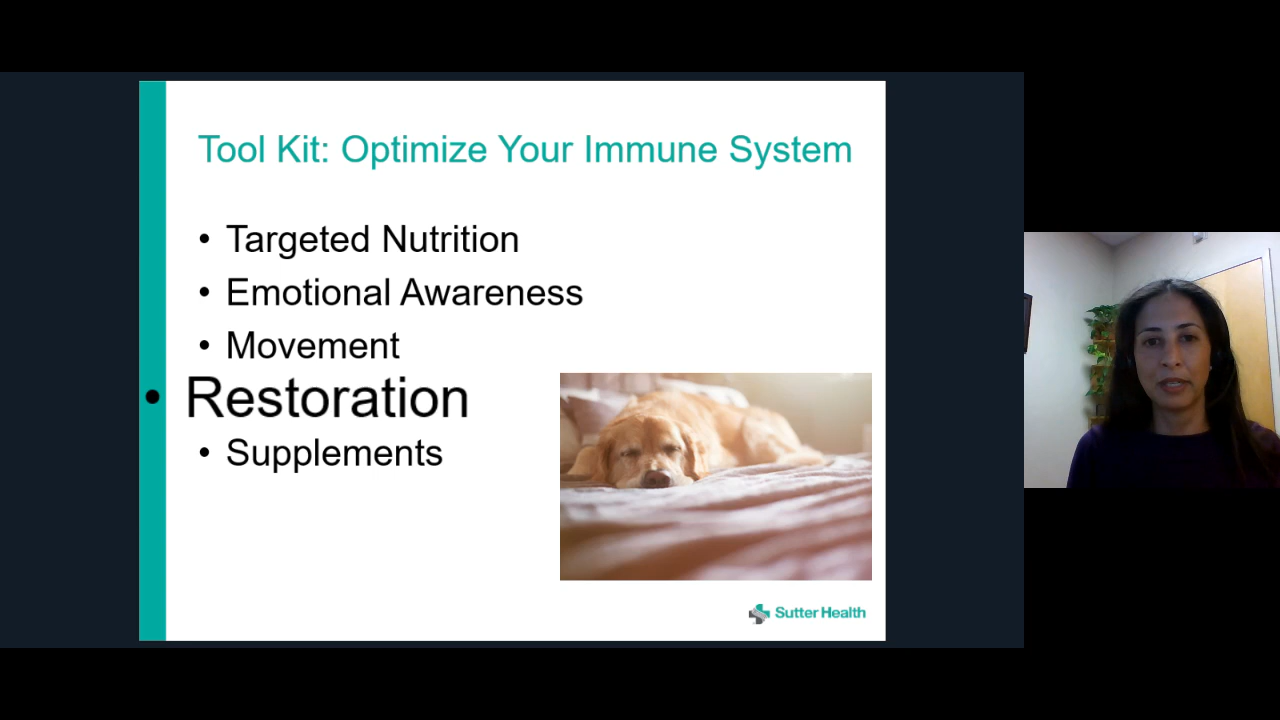 Tool Kit: Optimize Your Immune System
• Targeted Nutrition
• Emotional Awareness
• Movement
• Restoration
• Supplements
Sutter Health